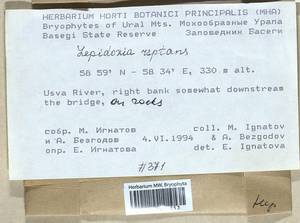 HERBARIUM HORTI BOTANICI PRINCIPALIS (MHA)
Bryophytes of Ural Mts. Мохообразные Урала
Basegi State Reserve Заповедник Басеги
Lepidozia reptans
58 59' N - 58 34' E, 330 m alt.
Usva River, right bank somewhat downstream
the bridge, on rocks
собр. М. Игнатов coll. M. Ignatov
и А. Безгодов 4.VI.1994 & A. Bezgodov
опр. Е. Игнатова det. E. Ignatova
#371
Herbarium MW, Bryophyta